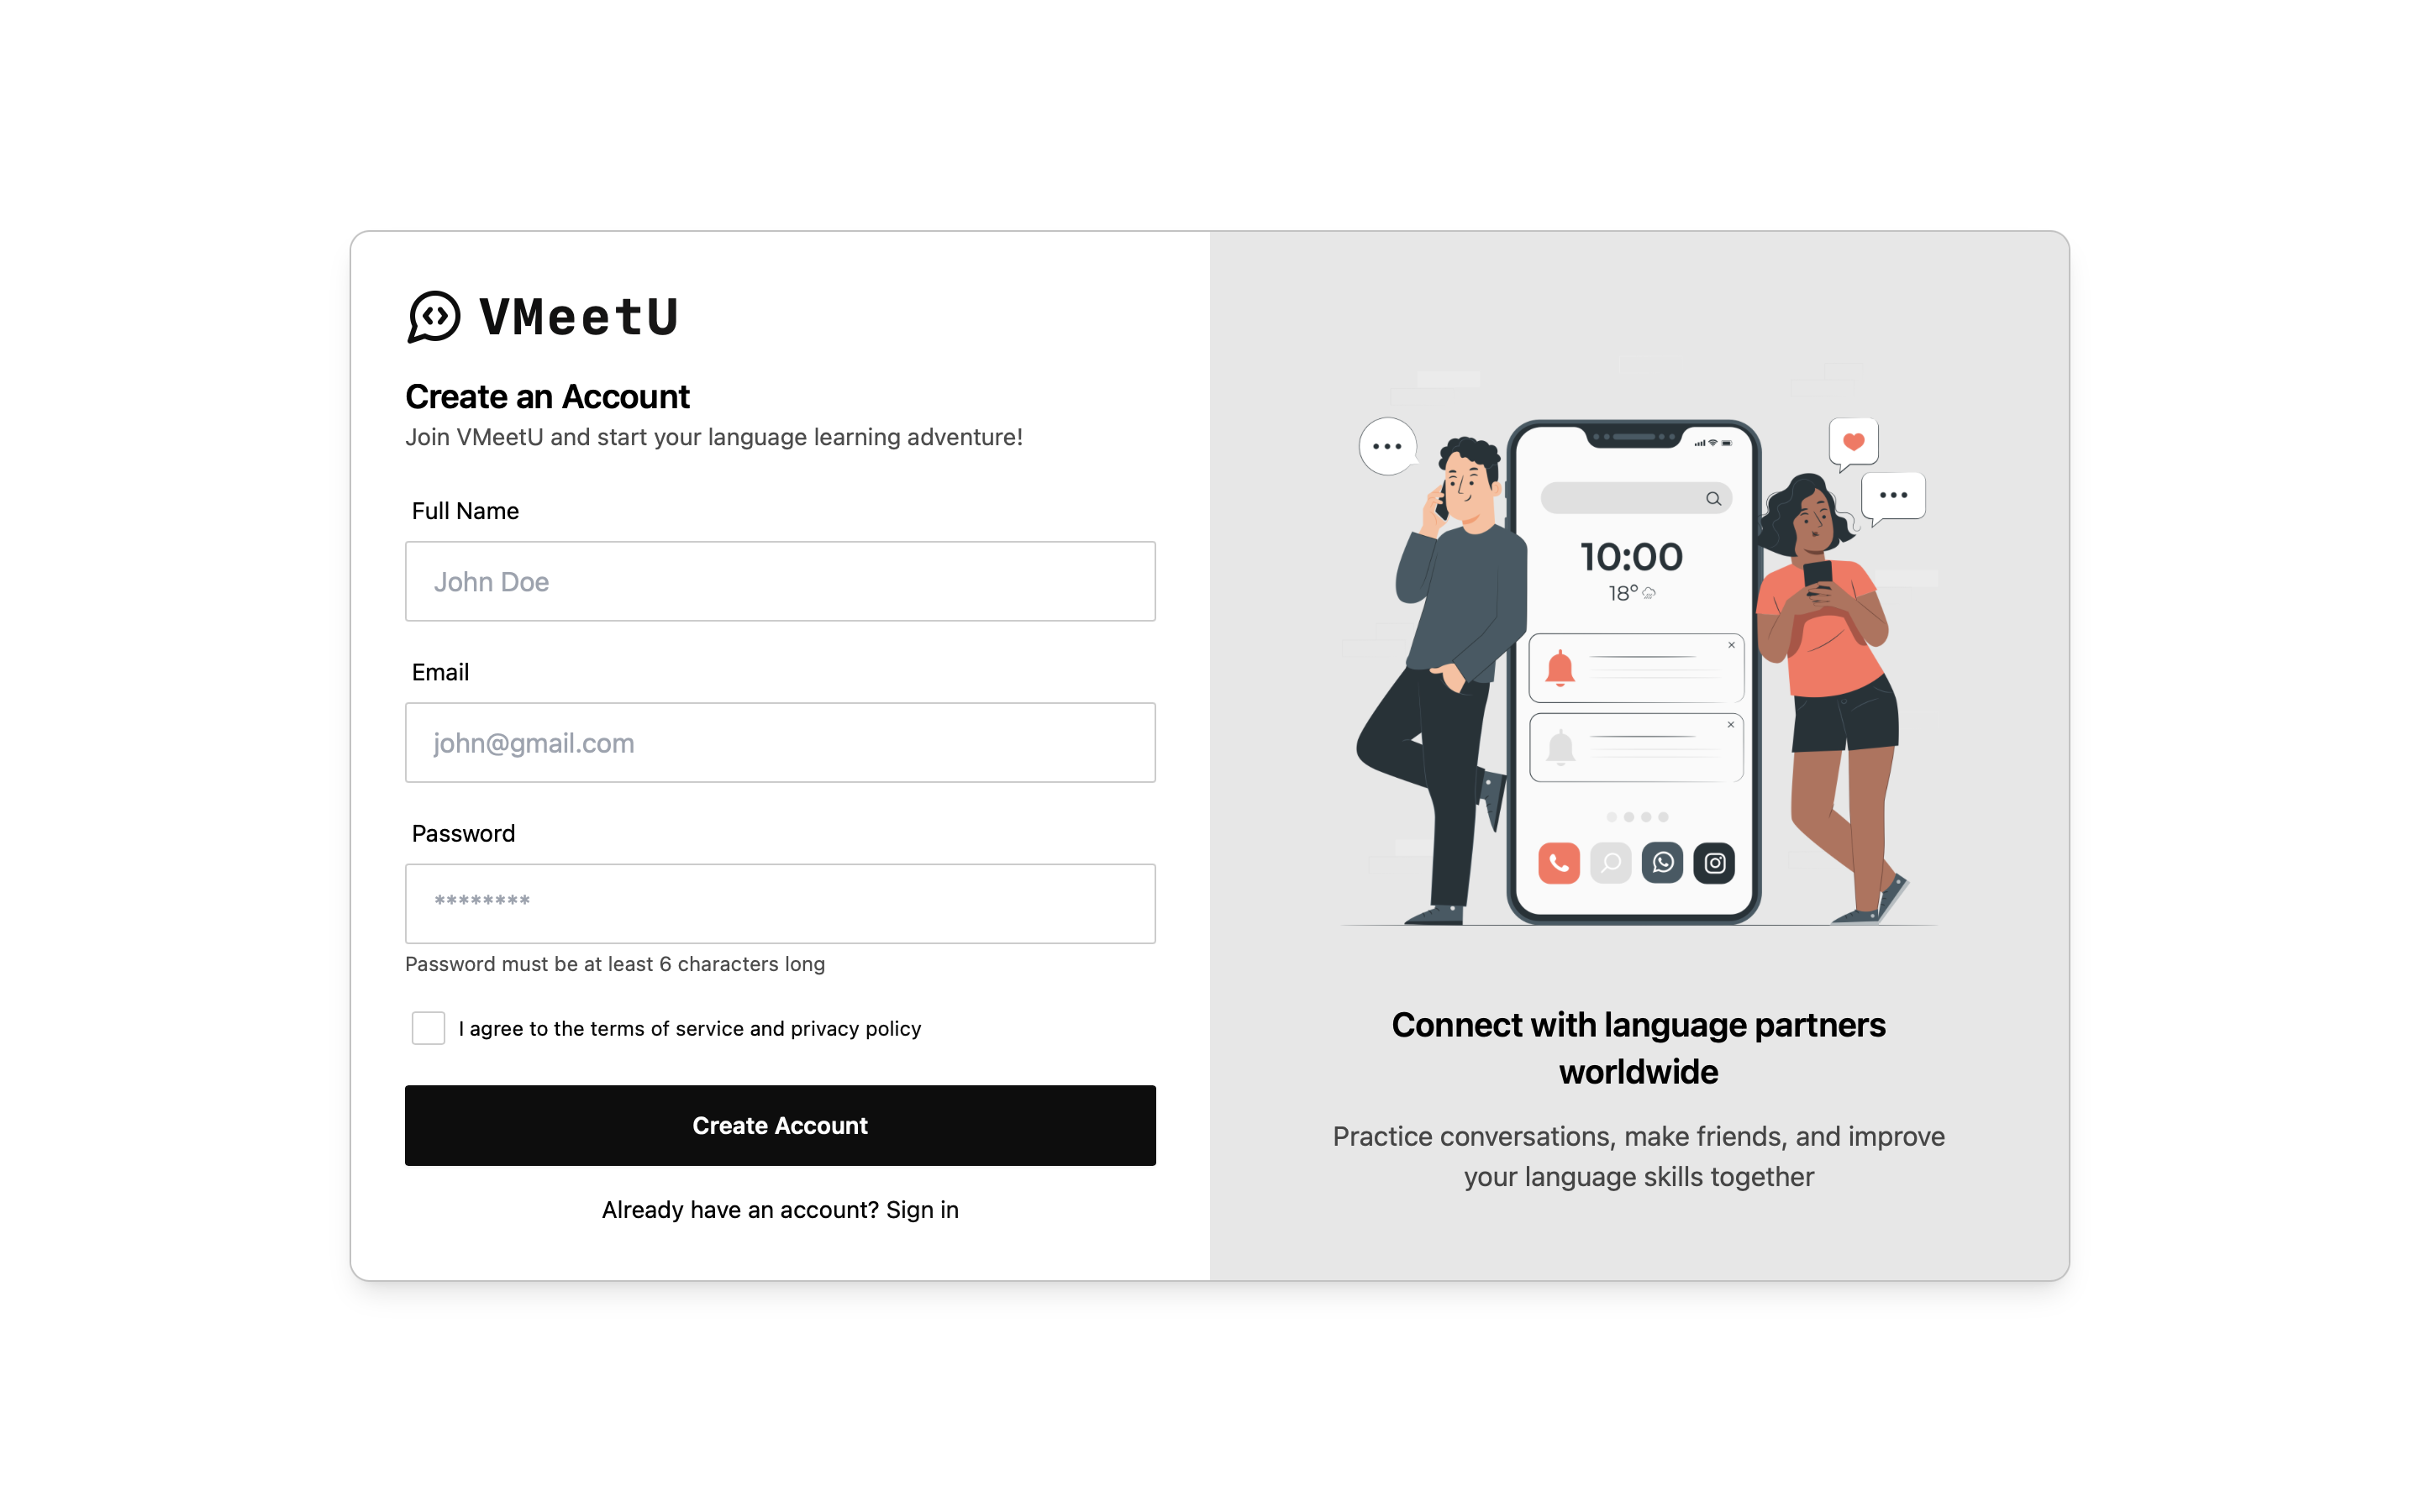 VMeetU
Create an Account
Join VMeetU and start your language learning adventure!
Full Name
John Doe
Email
john@gmail.com
Password
********
Password must be at least 6 characters long
I agree to the terms of service and privacy policy
Create Account
Already have an account? Sign in
10:00
18°
Connect with language partners
worldwide
Practice conversations, make friends, and improve
your language skills together